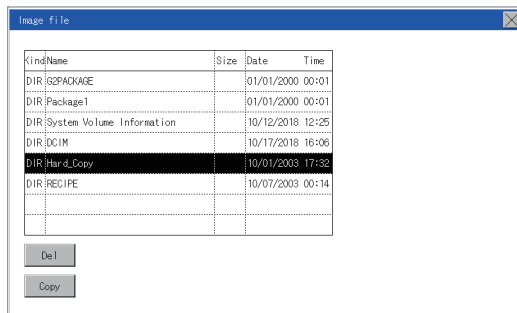 Image file
Kind Name Size Date Time
DIR G2PACKAGE 01/01/2000 00:01
DIR Package1 01/01/2000 00:01
DIR System Volume Information 10/12/2018 12:25
DIR DCIM 10/17/2018 16:06
DIR Hard_Copy 10/01/2003 17:32
DIR RECIPE 10/07/2003 00:14
Del
Copy